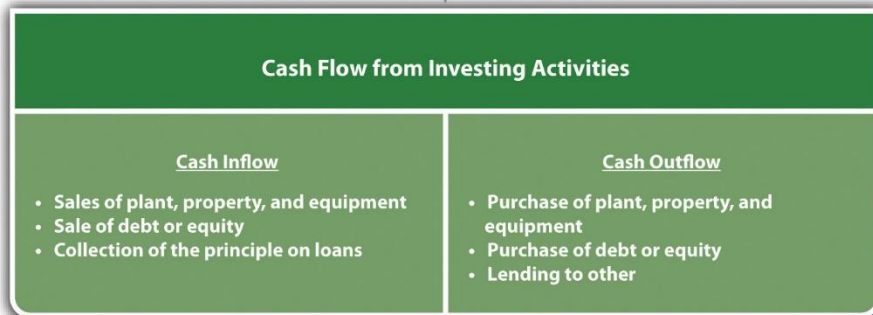 Cash Flow from Investing Activities
Cash Inflow
• Sales of plant, property, and equipment
• Sale of debt or equity
• Collection of the principle on loans
Cash Outflow
• Purchase of plant, property, and
equipment
• Purchase of debt or equity
• Lending to other